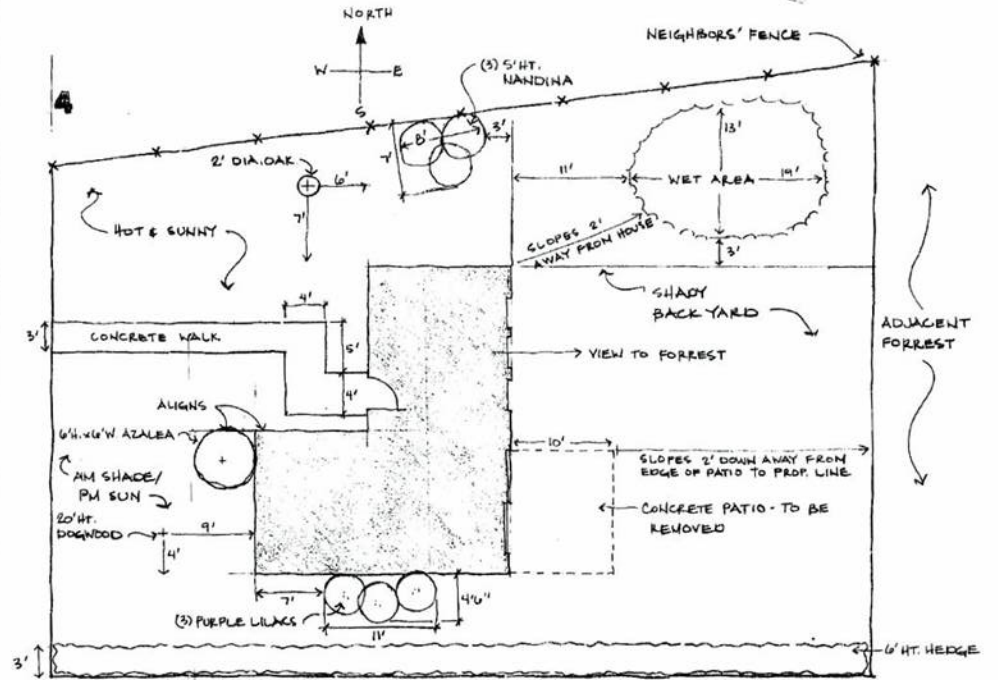 NORTH
W E
S
NEIGHBORS' FENCE
(3) 5' HT.
NANDINA
4
8'
7'
3'
2' DIA. OAK
6'
7'
HOT & SUNNY
13'
11'
WET AREA
19'
SLOPES 2'
AWAY FROM HOUSE
3'
SHADY
BACK YARD
ADJACENT
FORREST
4'
3'
CONCRETE WALK
5'
4'
VIEW TO FORREST
ALIGNS
6'H. x 6'W. AZALEA
AM SHADE/
PM SUN
10'
SLOPES 2' DOWN AWAY FROM
EDGE OF PATIO TO PROP. LINE
CONCRETE PATIO - TO BE
REMOVED
20' HT.
DOGWOOD
9'
4'
7'
(3) PURPLE LILACS
11'
4'6"
3'
6' HT. HEDGE